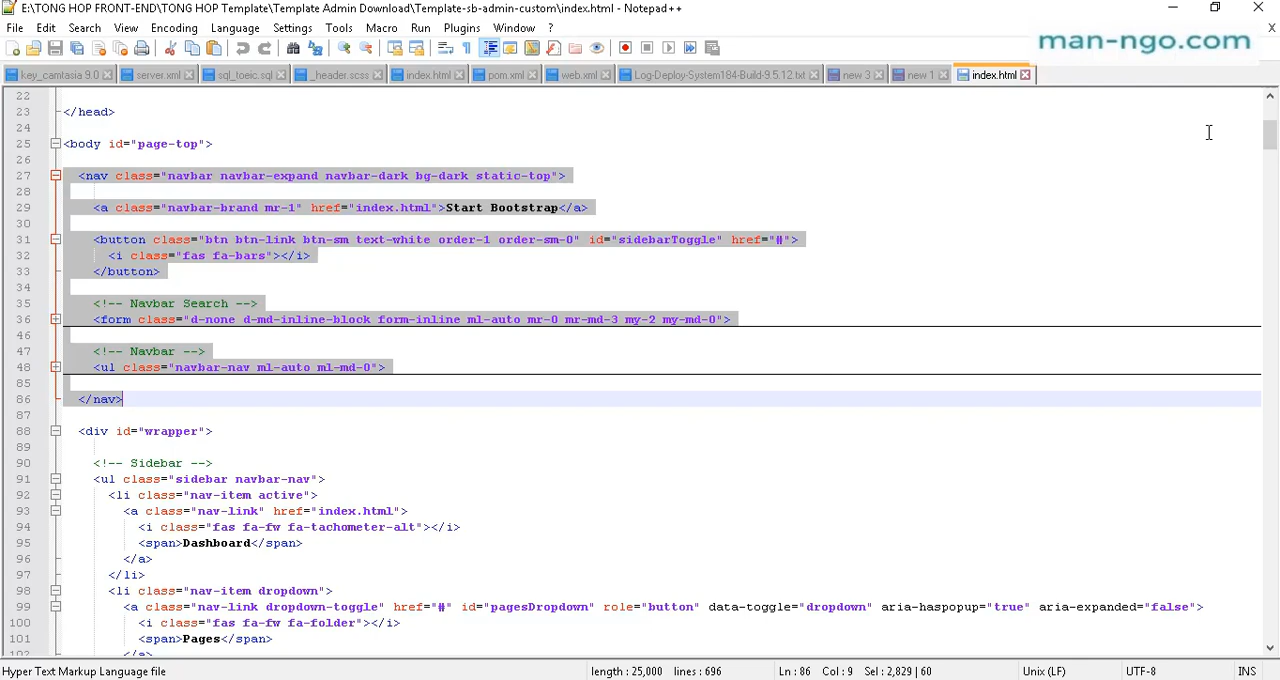 E:\TONG HOP FRONT-END\TONG HOP Template\Template Admin Download\Template-sb-admin-custom\index.html - Notepad++
File Edit Search View Encoding Language Settings Tools Macro Run Plugins Window ?
man-ngo.com
key_camtasia 9.0 server.xml sql_toeic.sql _header.scss index.html pom.xml web.xml Log-Deploy-System184-Build-9.5.12.txt new 3 new 1 index.html
22
23 </head>
24
25 <body id="page-top">
26
27 <nav class="navbar navbar-expand navbar-dark bg-dark static-top">
28
29 <a class="navbar-brand mr-1" href="index.html">Start Bootstrap</a>
30
31 <button class="btn btn-link btn-sm text-white order-1 order-sm-0" id="sidebarToggle" href="#">
32 <i class="fas fa-bars"></i>
33 </button>
34
35 <!-- Navbar Search -->
36 <form class="d-none d-md-inline-block form-inline ml-auto mr-0 mr-md-3 my-2 my-md-0">
46
47 <!-- Navbar -->
48 <ul class="navbar-nav ml-auto ml-md-0">
85
86 </nav>
87
88 <div id="wrapper">
89
90 <!-- Sidebar -->
91 <ul class="sidebar navbar-nav">
92 <li class="nav-item active">
93 <a class="nav-link" href="index.html">
94 <i class="fas fa-fw fa-tachometer-alt"></i>
95 <span>Dashboard</span>
96 </a>
97 </li>
98 <li class="nav-item dropdown">
99 <a class="nav-link dropdown-toggle" href="#" id="pagesDropdown" role="button" data-toggle="dropdown" aria-haspopup="true" aria-expanded="false">
100 <i class="fas fa-fw fa-folder"></i>
101 <span>Pages</span>
102 </a>
Hyper Text Markup Language file length : 25,000 lines : 696 Ln : 86 Col : 9 Sel : 2,829 | 60 Unix (LF) UTF-8 INS